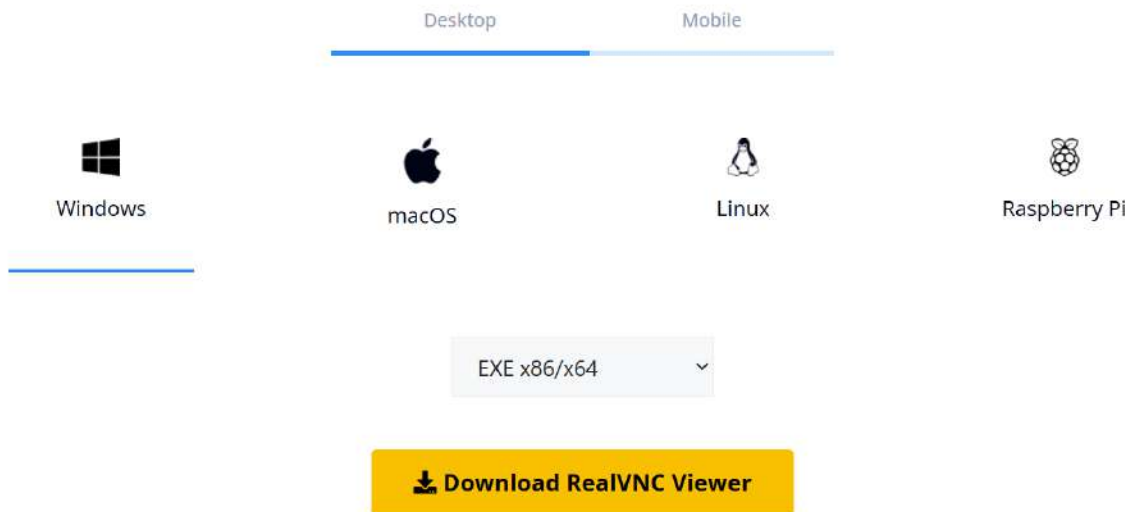 Desktop Mobile
Windows macOS Linux Raspberry Pi
EXE x86/x64
Download RealVNC Viewer